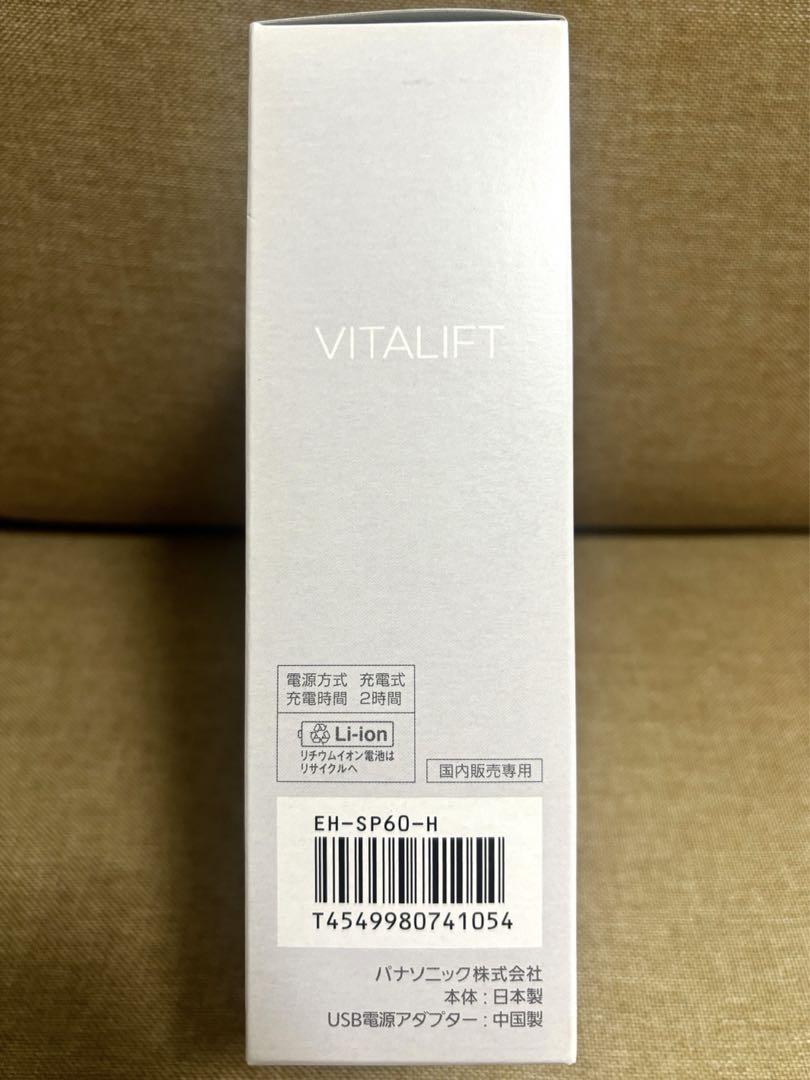 VITALIFT
電源方式 充電式
充電時間 2時間
Li-ion
リチウムイオン電池は
リサイクルへ
国内販売専用
EH-SP60-H
T4549980741054
パナソニック株式会社
本体:日本製
USB電源アダプター:中国製